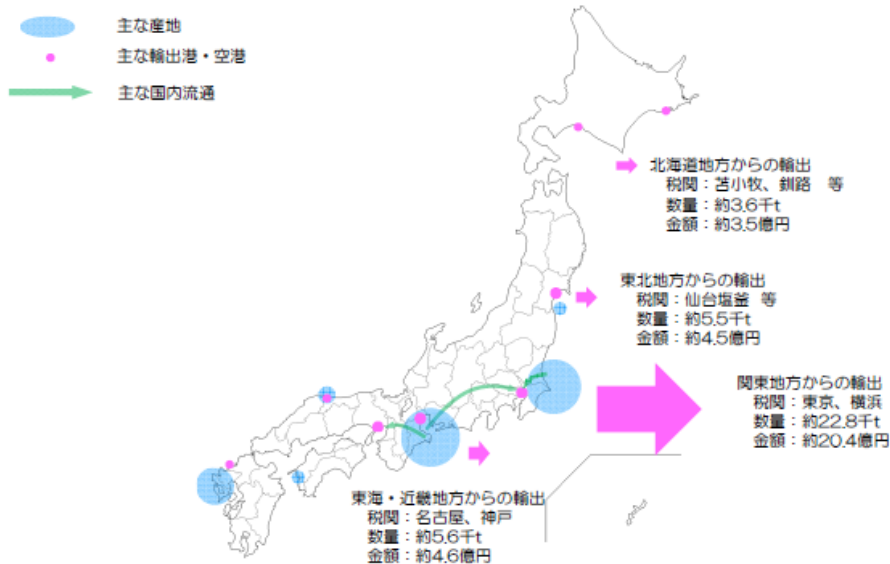 主な産地
主な輸出港・空港
主な国内流通
北海道地方からの輸出
税関：苫小牧、釧路　等
数量：約3.6千t
金額：約3.5億円
東北地方からの輸出
税関：仙台塩釜　等
数量：約5.5千t
金額：約4.5億円
関東地方からの輸出
税関：東京、横浜
数量：約22.8千t
金額：約20.4億円
東海・近畿地方からの輸出
税関：名古屋、神戸
数量：約5.6千t
金額：約4.6億円